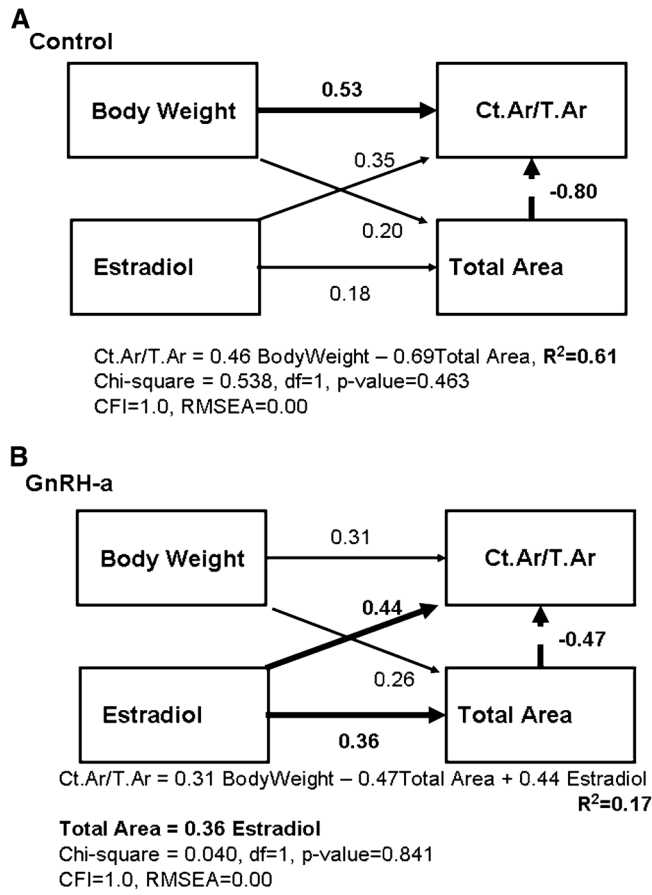 A
Control
Body Weight
0.53
Ct.Ar/T.Ar
0.35
-0.80
0.20
Estradiol
0.18
Total Area
Ct.Ar/T.Ar = 0.46 BodyWeight – 0.69Total Area, R²=0.61
Chi-square = 0.538, df=1, p-value=0.463
CFI=1.0, RMSEA=0.00
B
GnRH-a
Body Weight
0.31
Ct.Ar/T.Ar
0.44
-0.47
0.26
Estradiol
0.36
Total Area
Ct.Ar/T.Ar = 0.31 BodyWeight – 0.47Total Area + 0.44 Estradiol
R²=0.17
Total Area = 0.36 Estradiol
Chi-square = 0.040, df=1, p-value=0.841
CFI=1.0, RMSEA=0.00